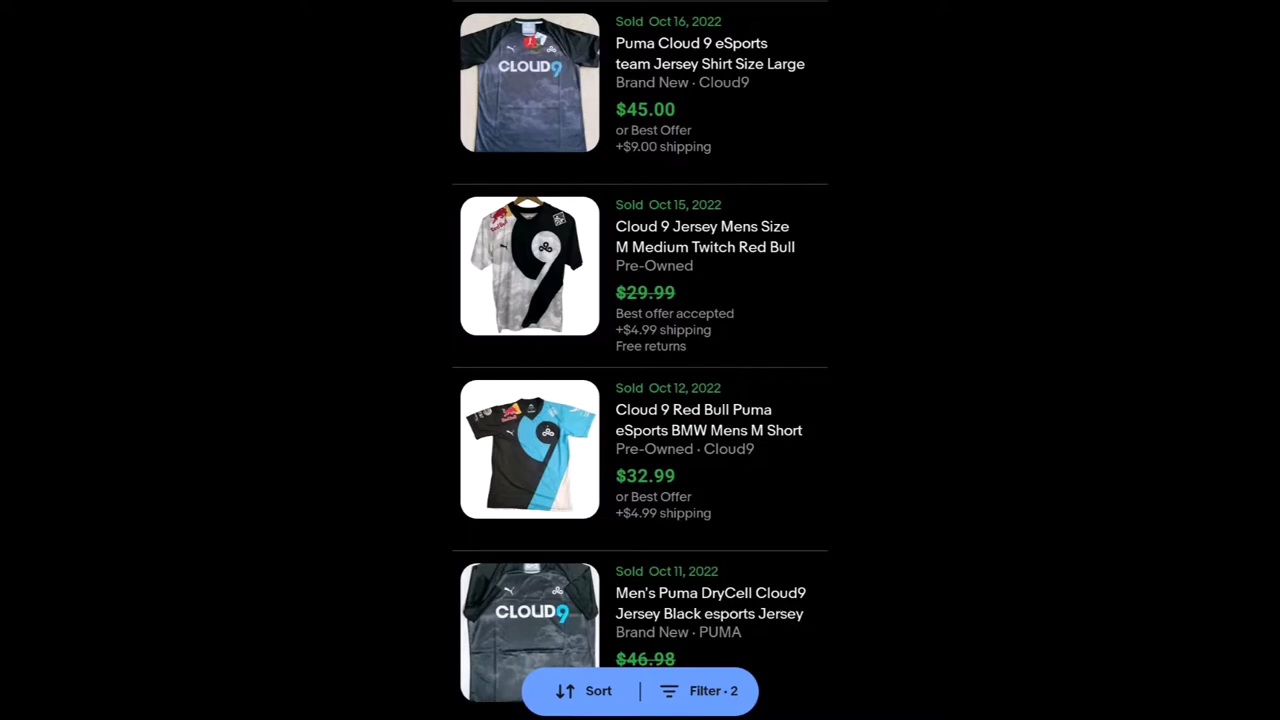 Sold Oct 16, 2022
Puma Cloud 9 eSports
team Jersey Shirt Size Large
Brand New · Cloud9
$45.00
or Best Offer
+$9.00 shipping
CLOUD9
Sold Oct 15, 2022
Cloud 9 Jersey Mens Size
M Medium Twitch Red Bull
Pre-Owned
$29.99
Best offer accepted
+$4.99 shipping
Free returns
Sold Oct 12, 2022
Cloud 9 Red Bull Puma
eSports BMW Mens M Short
Pre-Owned · Cloud9
$32.99
or Best Offer
+$4.99 shipping
Sold Oct 11, 2022
Men's Puma DryCell Cloud9
Jersey Black esports Jersey
Brand New · PUMA
$46.98
CLOUD9
Sort
Filter · 2